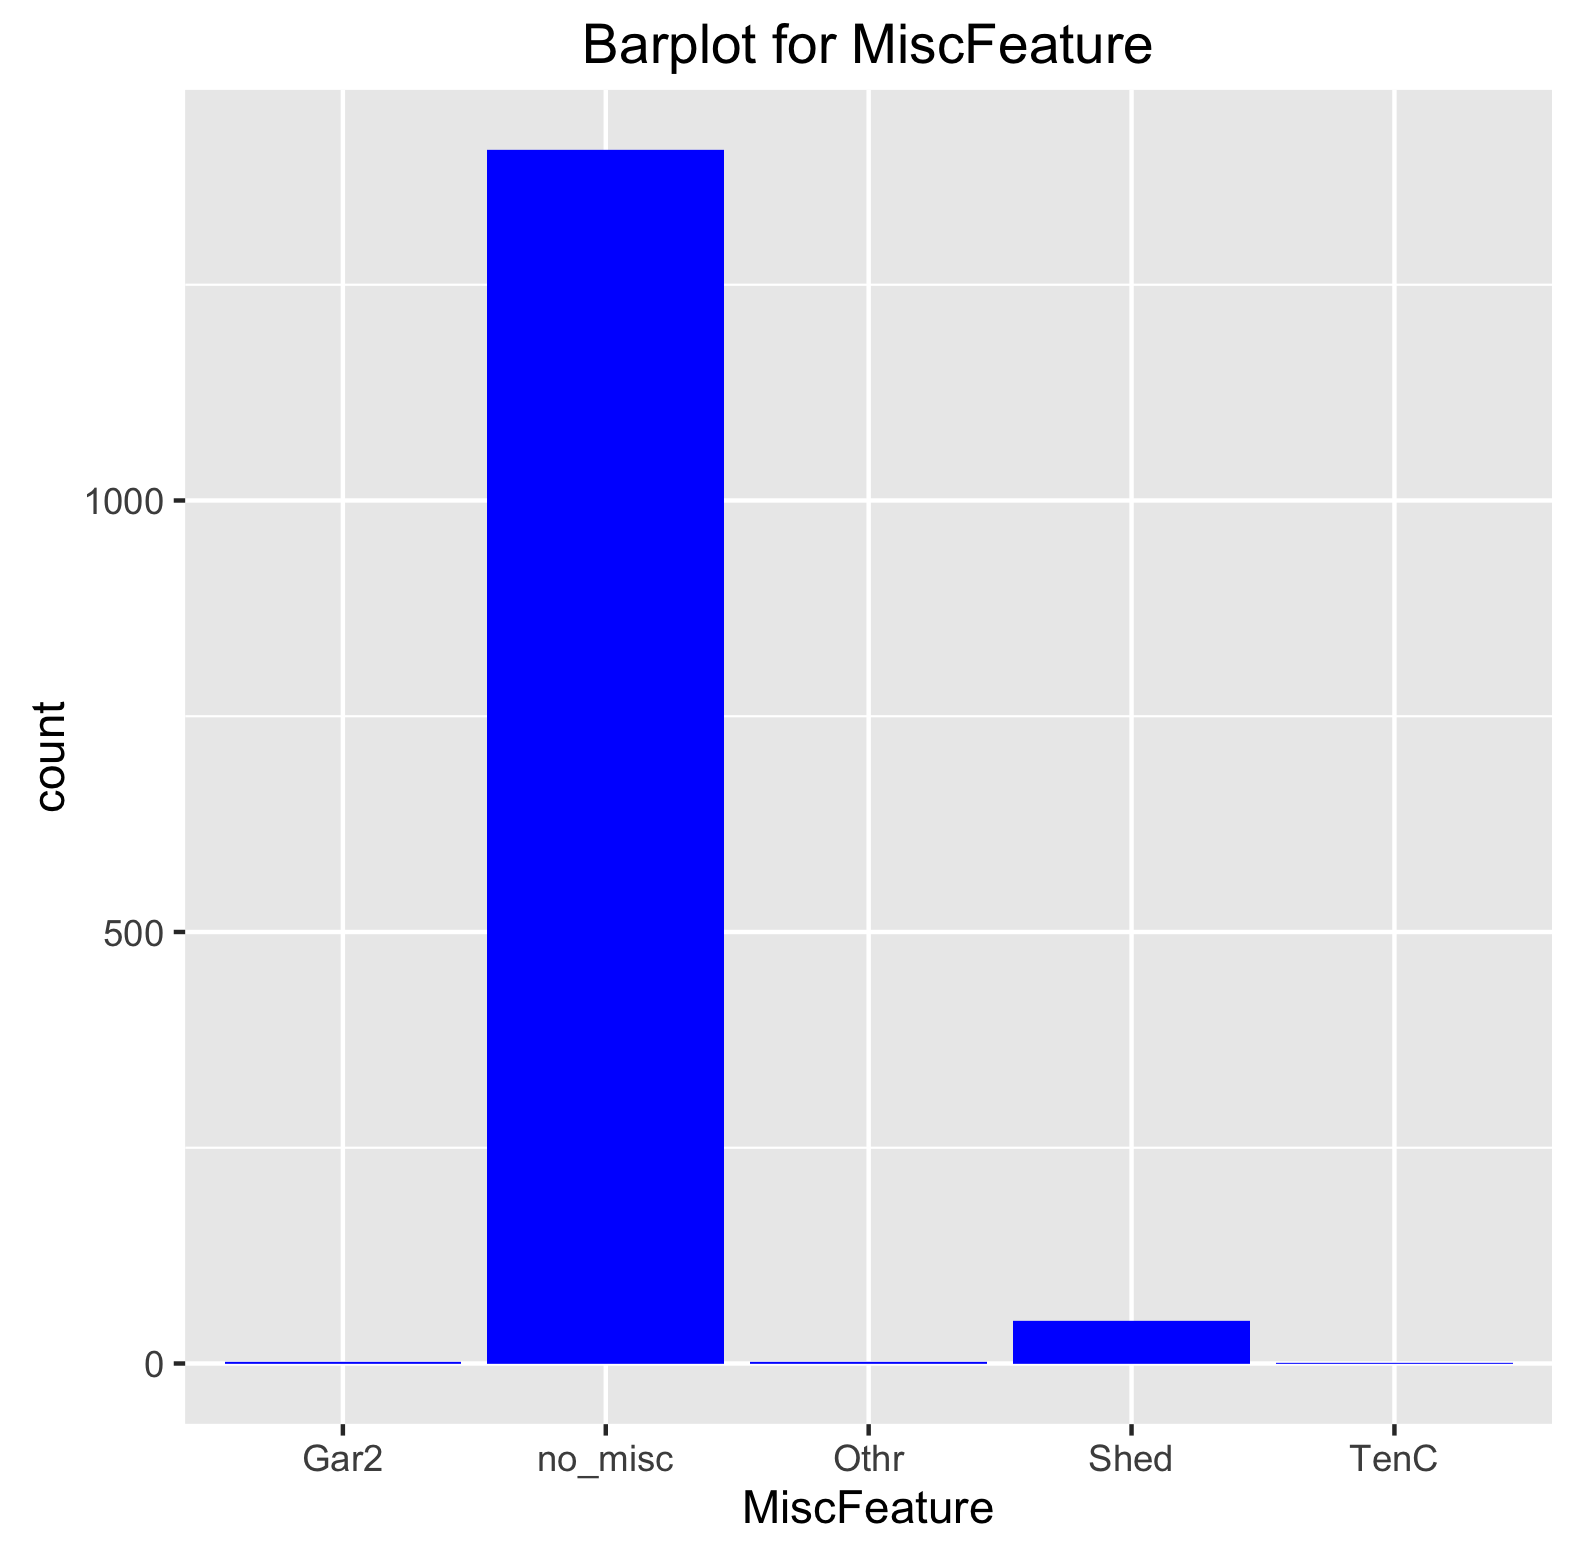 Barplot for MiscFeature
count
1000
500
0
Gar2 no_misc Othr Shed TenC
MiscFeature